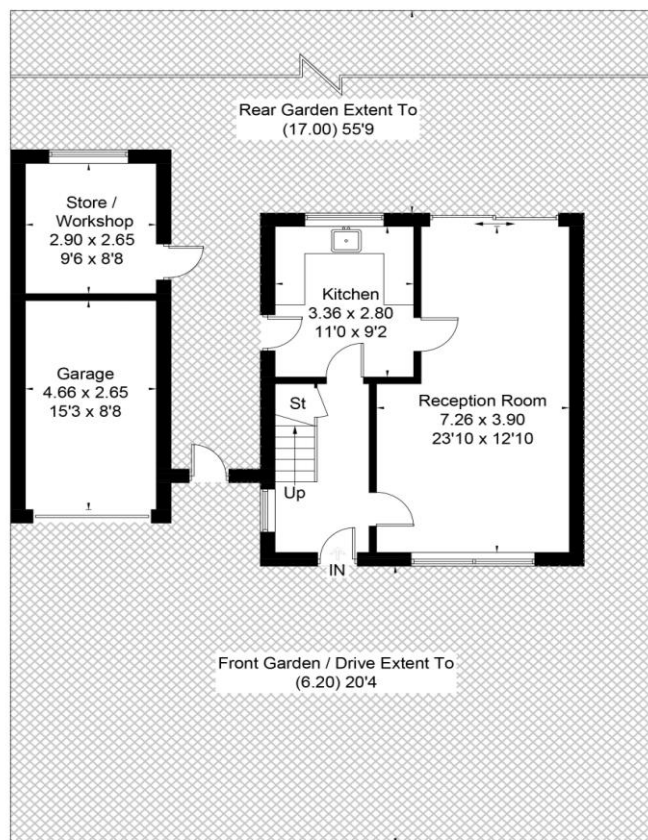 Rear Garden Extent To
(17.00) 55'9
Store /
Workshop
2.90 x 2.65
9'6 x 8'8
Kitchen
3.36 x 2.80
11'0 x 9'2
Garage
4.66 x 2.65
15'3 x 8'8
St
Reception Room
7.26 x 3.90
23'10 x 12'10
Up
IN
Front Garden / Drive Extent To
(6.20) 20'4